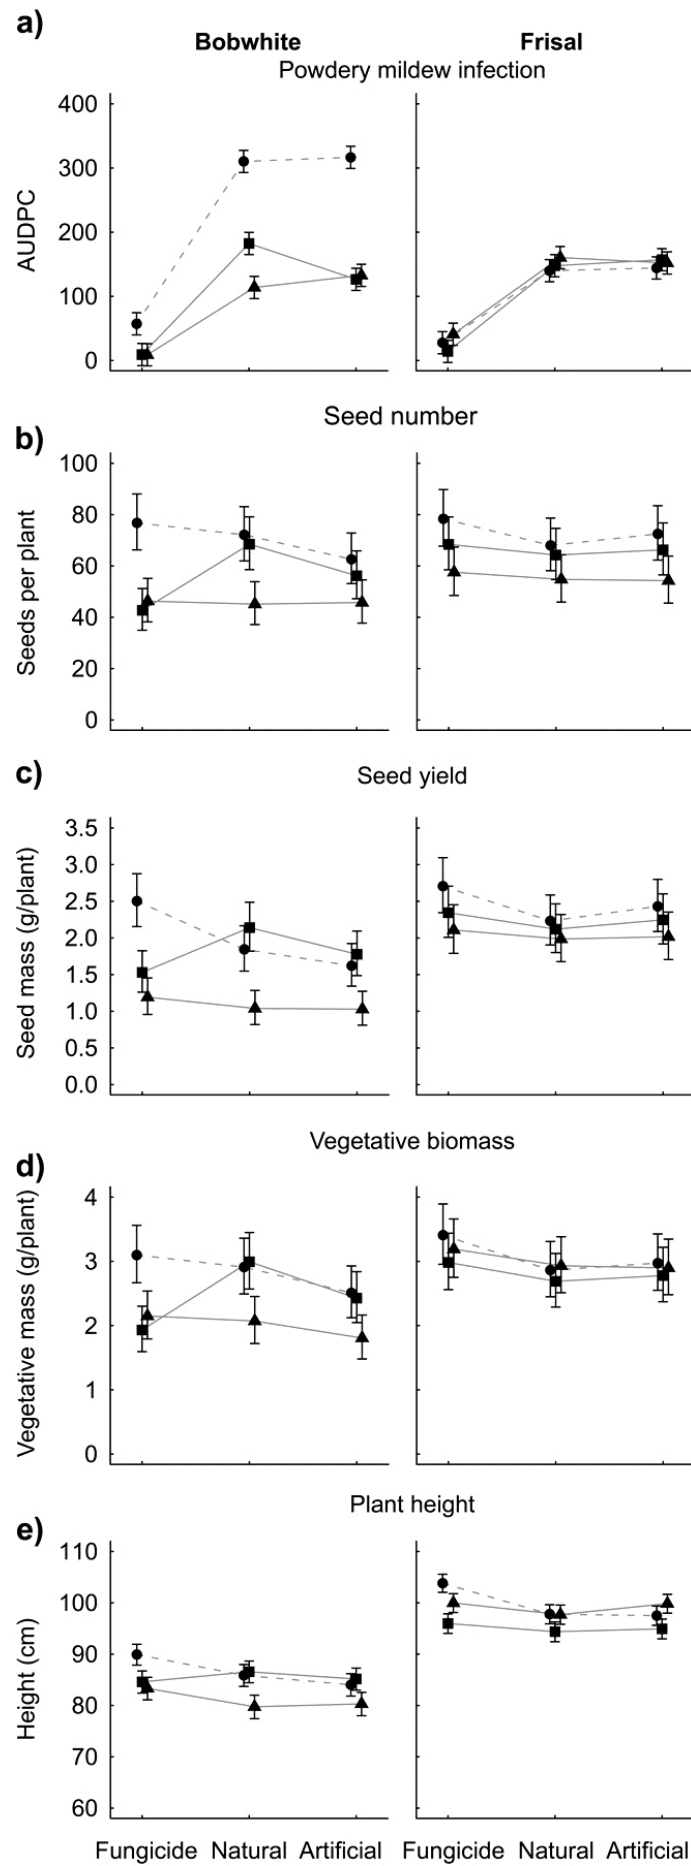 a)
Bobwhite Frisal
Powdery mildew infection
400
300
200
100
0
AUDPC
b)
Seed number
100
80
60
40
20
0
Seeds per plant
c)
Seed yield
3.5
3.0
2.5
2.0
1.5
1.0
0.5
0.0
Seed mass (g/plant)
d)
Vegetative biomass
4
3
2
1
0
Vegetative mass (g/plant)
e)
Plant height
110
100
90
80
70
60
Height (cm)
Fungicide Natural Artificial Fungicide Natural Artificial